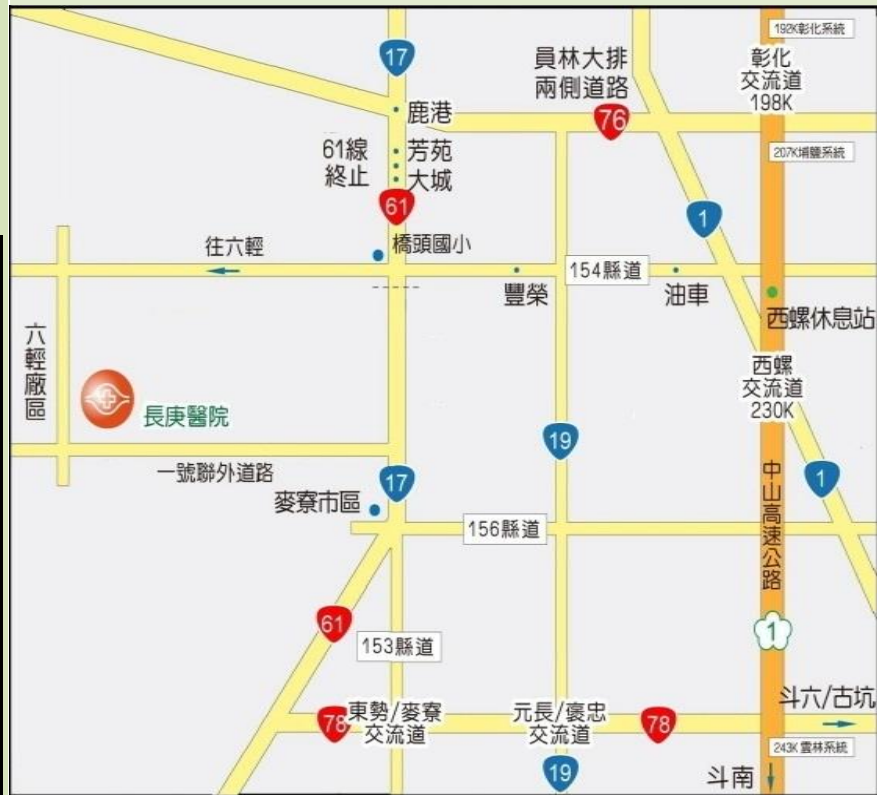 192K彰化系統
17
員林大排
兩側道路
彰化
交流道
198K
鹿港
76
61線
終止
芳苑
大城
207K埔鹽系統
61
1
往六輕
橋頭國小
154縣道
豐榮
油車
西螺休息站
六輕廠區
長庚醫院
西螺
交流道
230K
19
一號聯外道路
17
1
麥寮市區
156縣道
中山高速公路
61
153縣道
1
斗六/古坑
78
東勢/麥寮
交流道
元長/褒忠
交流道
78
243K雲林系統
19
斗南